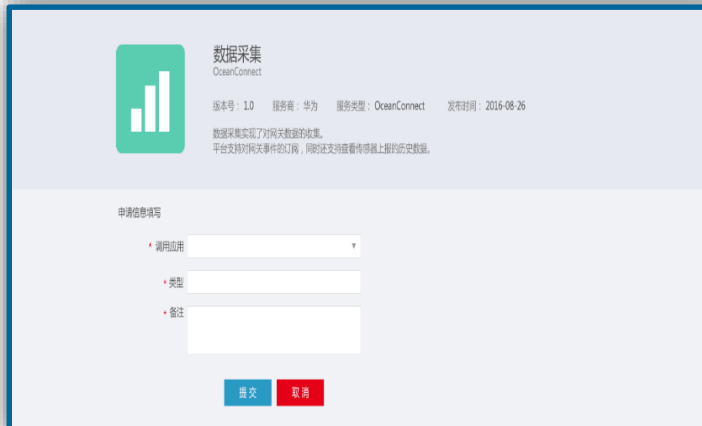 数据采集
OceanConnect
版本号：1.0 服务商：华为 服务类型：OceanConnect 发布时间：2016-08-26
数据采集实现了对网关数据的收集。
平台支持对网关事件的订阅，同时还支持查看传感器上报的历史数据。
申请信息填写
* 调用应用
* 类型
* 备注
提交 取消